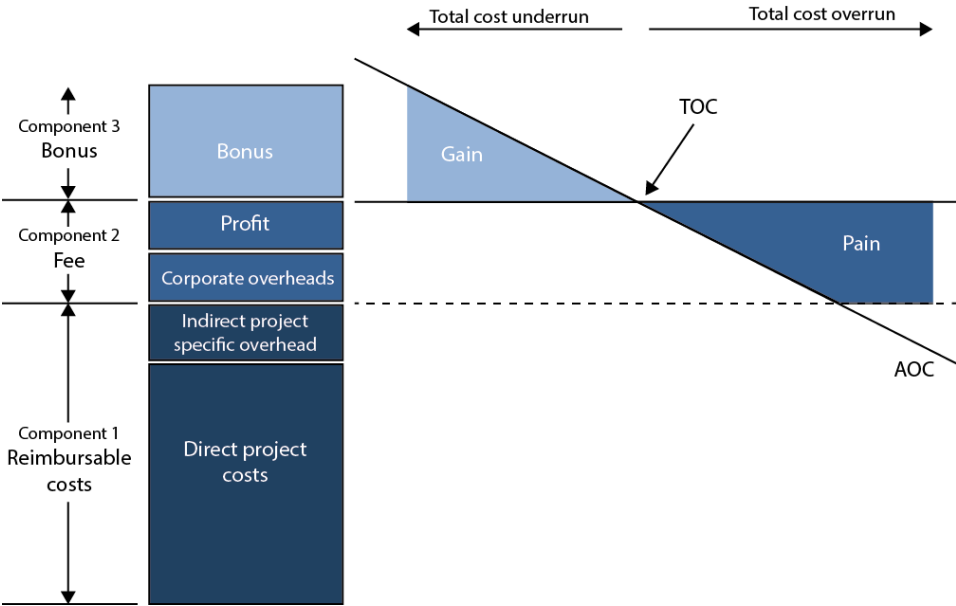 Total cost underrun
Total cost overrun
Component 3
Bonus
Bonus
Gain
TOC
Component 2
Fee
Profit
Corporate overheads
Pain
Indirect project
specific overhead
AOC
Component 1
Reimbursable
costs
Direct project
costs